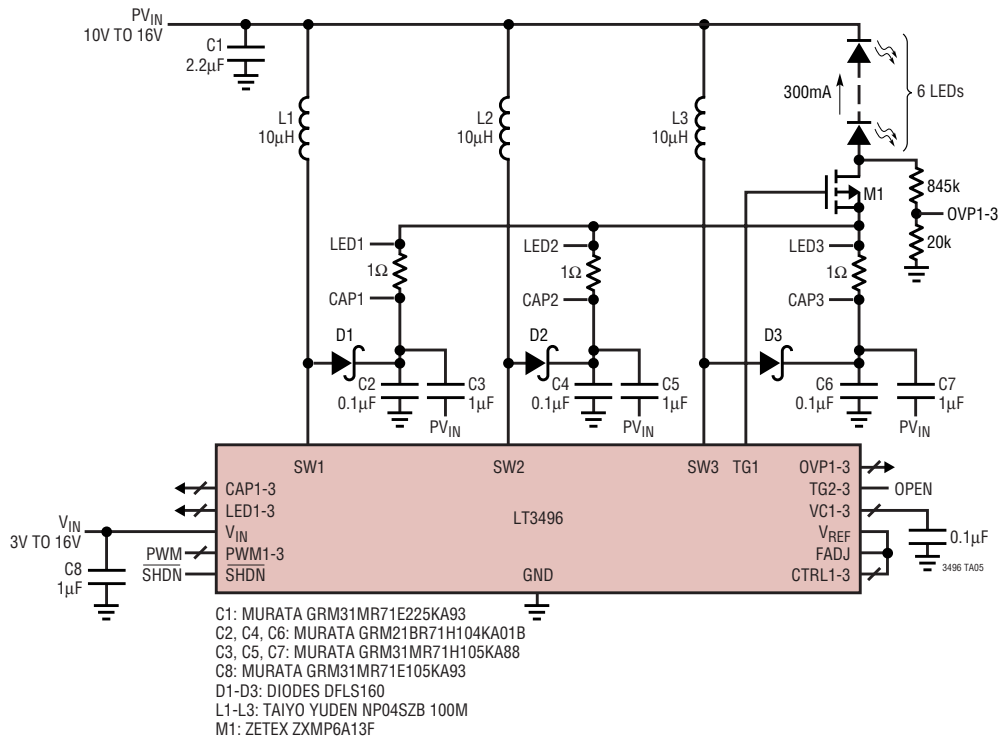 PVIN
10V TO 16V
C1
2.2µF
L1
10µH
L2
10µH
L3
10µH
300mA
6 LEDs
M1
845k
OVP1-3
20k
LED1
1Ω
CAP1
LED2
1Ω
CAP2
LED3
1Ω
CAP3
D1
D2
D3
C2
0.1µF
C3
1µF
PVIN
C4
0.1µF
C5
1µF
PVIN
C6
0.1µF
C7
1µF
PVIN
SW1
SW2
SW3
TG1
OVP1-3
CAP1-3
TG2-3
OPEN
LED1-3
LT3496
VC1-3
VIN
3V TO 16V
VIN
VREF
0.1µF
PWM
PWM1-3
FADJ
SHDN
SHDN
GND
CTRL1-3
C8
1µF
3496 TA05
C1: MURATA GRM31MR71E225KA93
C2, C4, C6: MURATA GRM21BR71H104KA01B
C3, C5, C7: MURATA GRM31MR71H105KA88
C8: MURATA GRM31MR71E105KA93
D1-D3: DIODES DFLS160
L1-L3: TAIYO YUDEN NP04SZB 100M
M1: ZETEX ZXMP6A13F